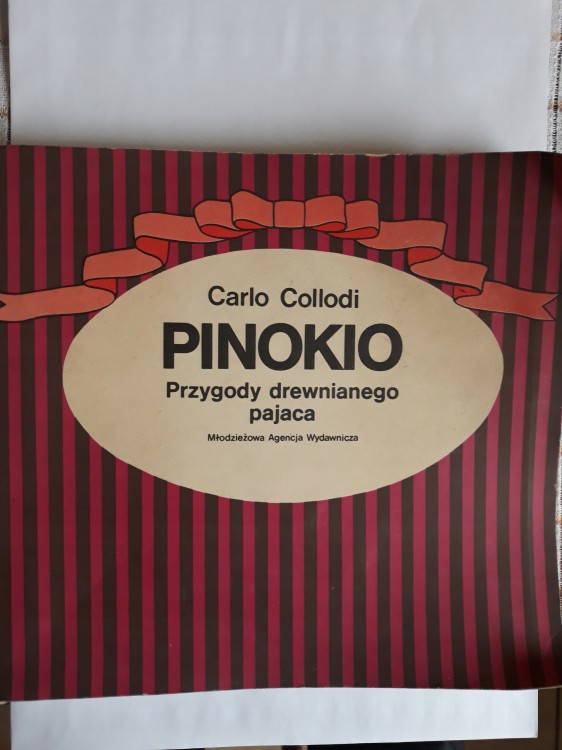 Carlo Collodi
PINOKIO
Przygody drewnianego
pajaca
Młodzieżowa Agencja Wydawnicza